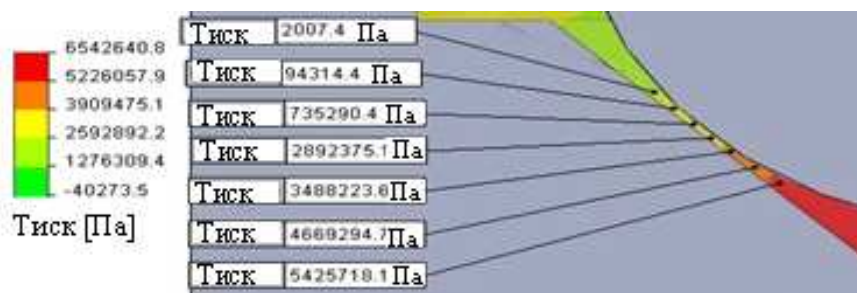 6542640.8
5226057.9
3909475.1
2592892.2
1276309.4
-40273.5
Тиск [Па]
Тиск 2007.4 Па
Тиск 94314.4 Па
Тиск 735290.4 Па
Тиск 2892375.1 Па
Тиск 3488223.6 Па
Тиск 4669294.7 Па
Тиск 5425718.1 Па